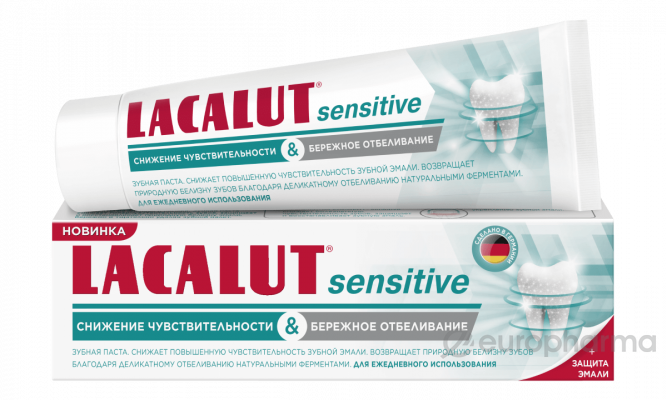 LACALUT® sensitive
СНИЖЕНИЕ ЧУВСТВИТЕЛЬНОСТИ & БЕРЕЖНОЕ ОТБЕЛИВАНИЕ
ЗУБНАЯ ПАСТА. СНИЖАЕТ ПОВЫШЕННУЮ ЧУВСТВИТЕЛЬНОСТЬ ЗУБНОЙ ЭМАЛИ. ВОЗВРАЩАЕТ
ПРИРОДНУЮ БЕЛИЗНУ ЗУБОВ БЛАГОДАРЯ ДЕЛИКАТНОМУ ОТБЕЛИВАНИЮ НАТУРАЛЬНЫМИ ФЕРМЕНТАМИ.
ДЛЯ ЕЖЕДНЕВНОГО ИСПОЛЬЗОВАНИЯ
НОВИНКА
LACALUT® sensitive
СДЕЛАНО В ГЕРМАНИИ
СНИЖЕНИЕ ЧУВСТВИТЕЛЬНОСТИ & БЕРЕЖНОЕ ОТБЕЛИВАНИЕ
ЗУБНАЯ ПАСТА. СНИЖАЕТ ПОВЫШЕННУЮ ЧУВСТВИТЕЛЬНОСТЬ ЗУБНОЙ ЭМАЛИ. ВОЗВРАЩАЕТ ПРИРОДНУЮ БЕЛИЗНУ ЗУБОВ
БЛАГОДАРЯ ДЕЛИКАТНОМУ ОТБЕЛИВАНИЮ НАТУРАЛЬНЫМИ ФЕРМЕНТАМИ. ДЛЯ ЕЖЕДНЕВНОГО ИСПОЛЬЗОВАНИЯ
+
ЗАЩИТА
ЭМАЛИ
europharma